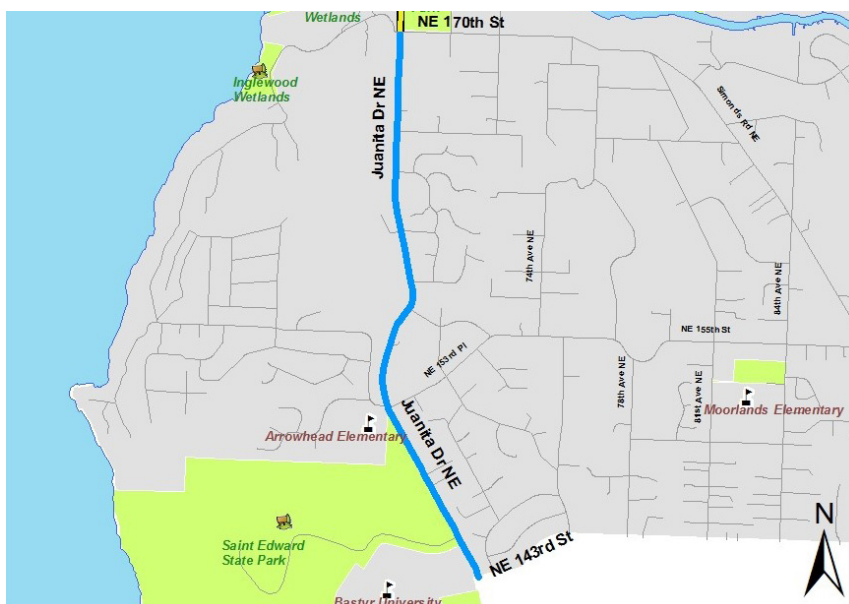 Wetlands
NE 170th St
Inglewood
Wetlands
Juanita Dr NE
Simonds Rd NE
74th Ave NE
84th Ave NE
NE 155th St
NE 153rd Pl
78th Ave NE
81st Ave NE
Moorlands Elementary
Arrowhead Elementary
Juanita Dr NE
Saint Edward
State Park
N
NE 143rd St
Bastyr University